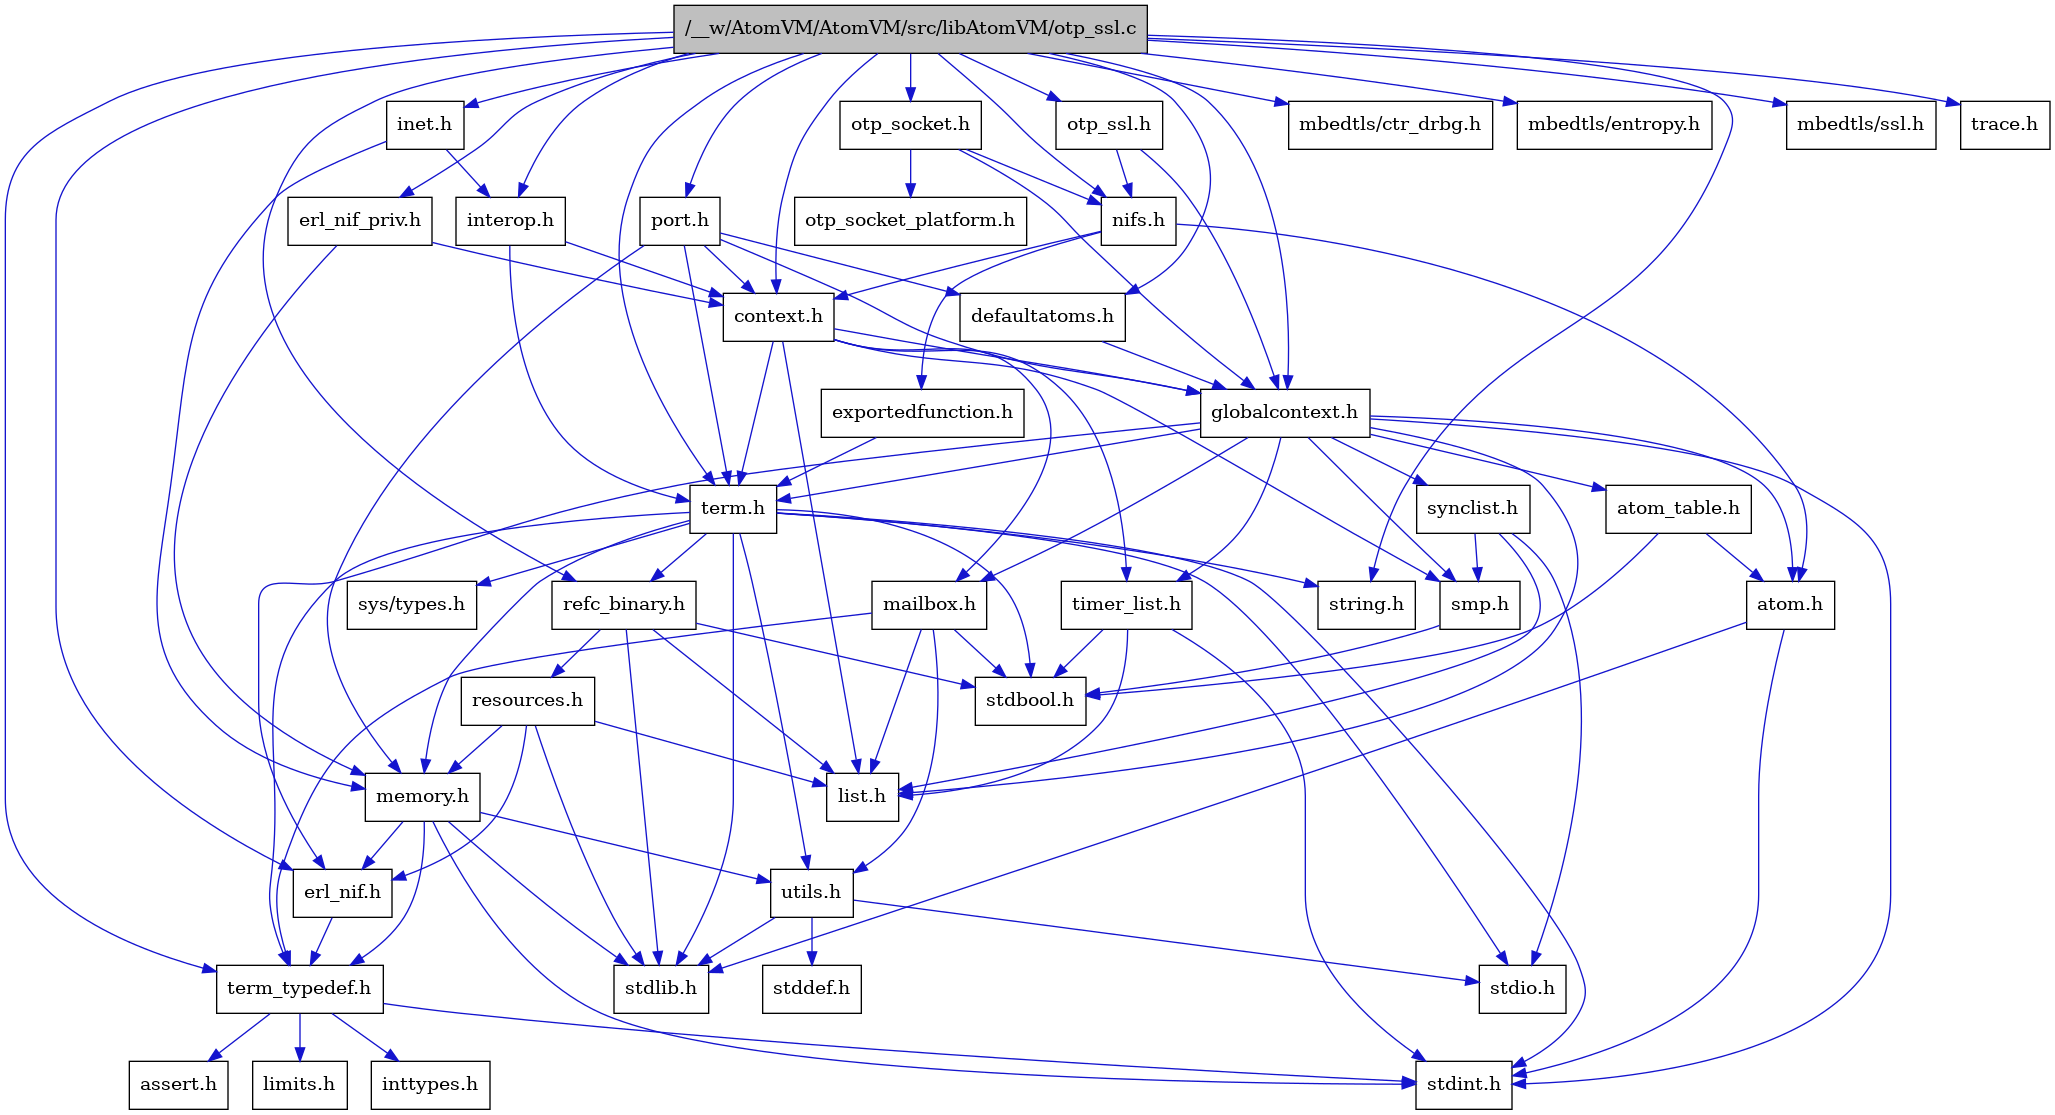 /__w/AtomVM/AtomVM/src/libAtomVM/otp_ssl.c
inet.h
otp_socket.h
otp_ssl.h
mbedtls/ctr_drbg.h
mbedtls/entropy.h
mbedtls/ssl.h
trace.h
erl_nif_priv.h
interop.h
port.h
otp_socket_platform.h
nifs.h
context.h
defaultatoms.h
exportedfunction.h
globalcontext.h
term.h
synclist.h
atom_table.h
sys/types.h
refc_binary.h
mailbox.h
timer_list.h
string.h
smp.h
atom.h
resources.h
stdbool.h
memory.h
list.h
erl_nif.h
utils.h
term_typedef.h
stdlib.h
stddef.h
stdio.h
assert.h
limits.h
inttypes.h
stdint.h